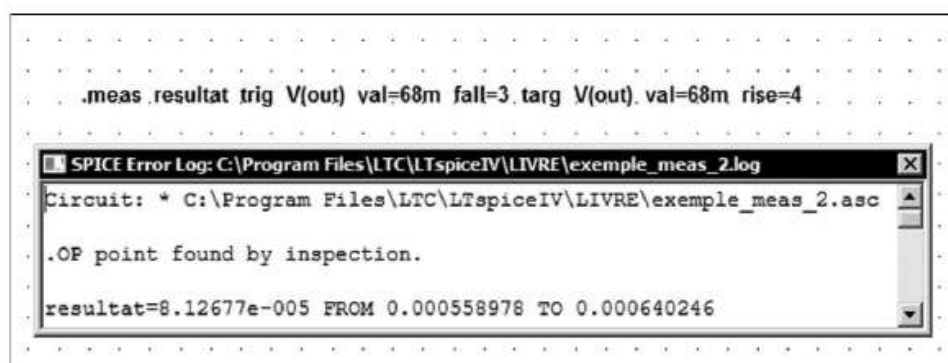 .meas resultat trig V(out) val=68m fall=3 targ V(out) val=68m rise=4
SPICE Error Log: C:\Program Files\LTC\LTspiceIV\LIVRE\exemple_meas_2.log
Circuit: * C:\Program Files\LTC\LTspiceIV\LIVRE\exemple_meas_2.asc
.OP point found by inspection.
resultat=8.12677e-005 FROM 0.000558978 TO 0.000640246